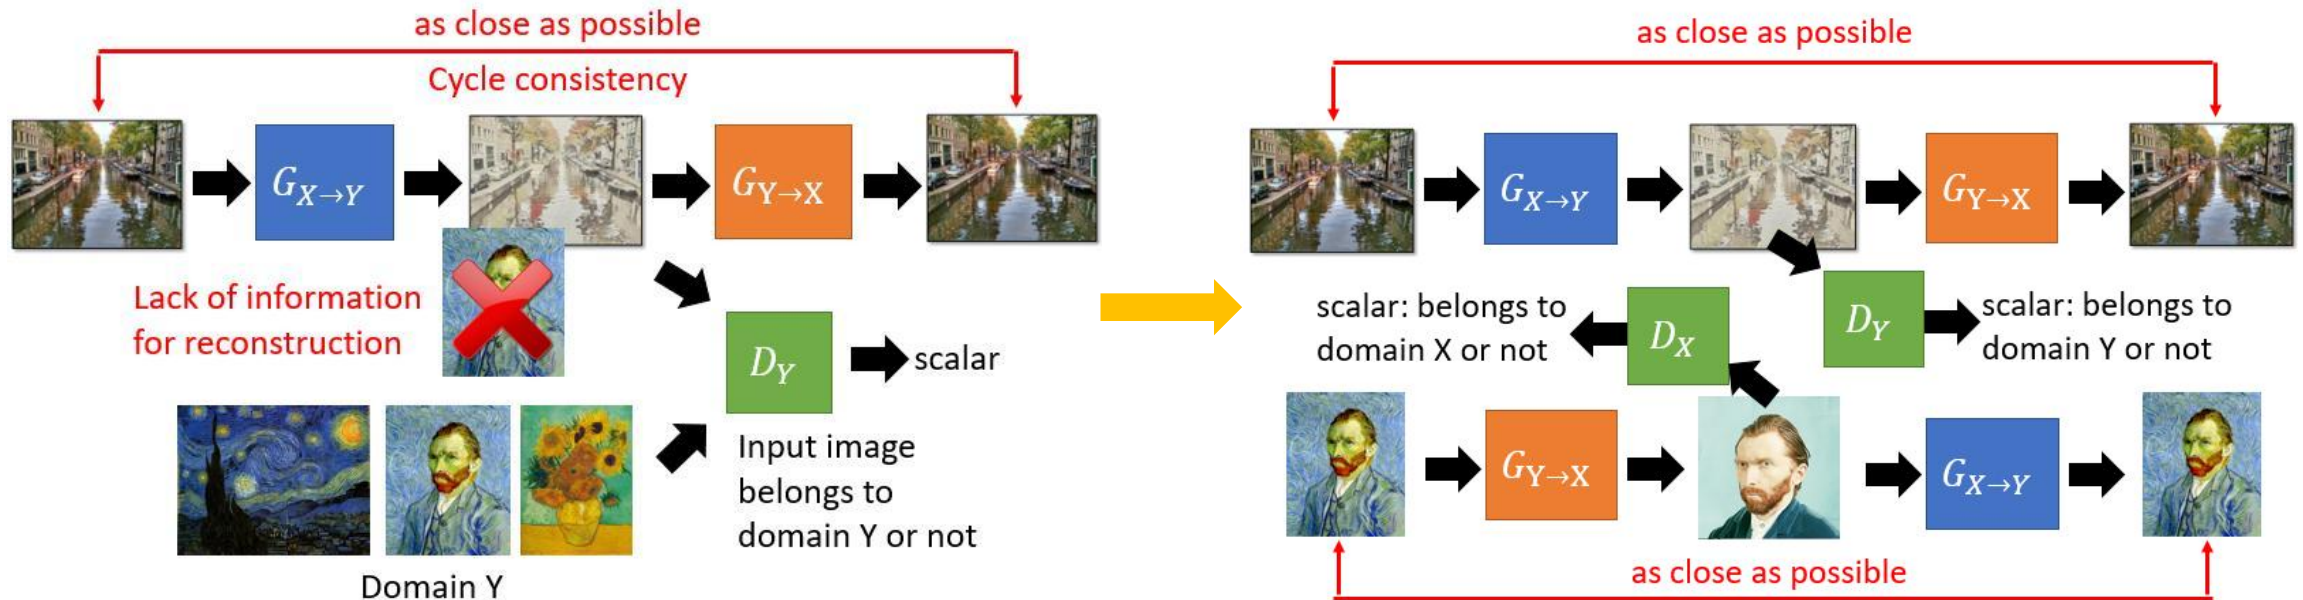 as close as possible
Cycle consistency
G_{X→Y}
G_{Y→X}
Lack of information
for reconstruction
D_Y
scalar
Input image
belongs to
domain Y or not
Domain Y
as close as possible
G_{X→Y}
G_{Y→X}
scalar: belongs to
domain X or not
D_X
D_Y
scalar: belongs to
domain Y or not
G_{Y→X}
G_{X→Y}
as close as possible